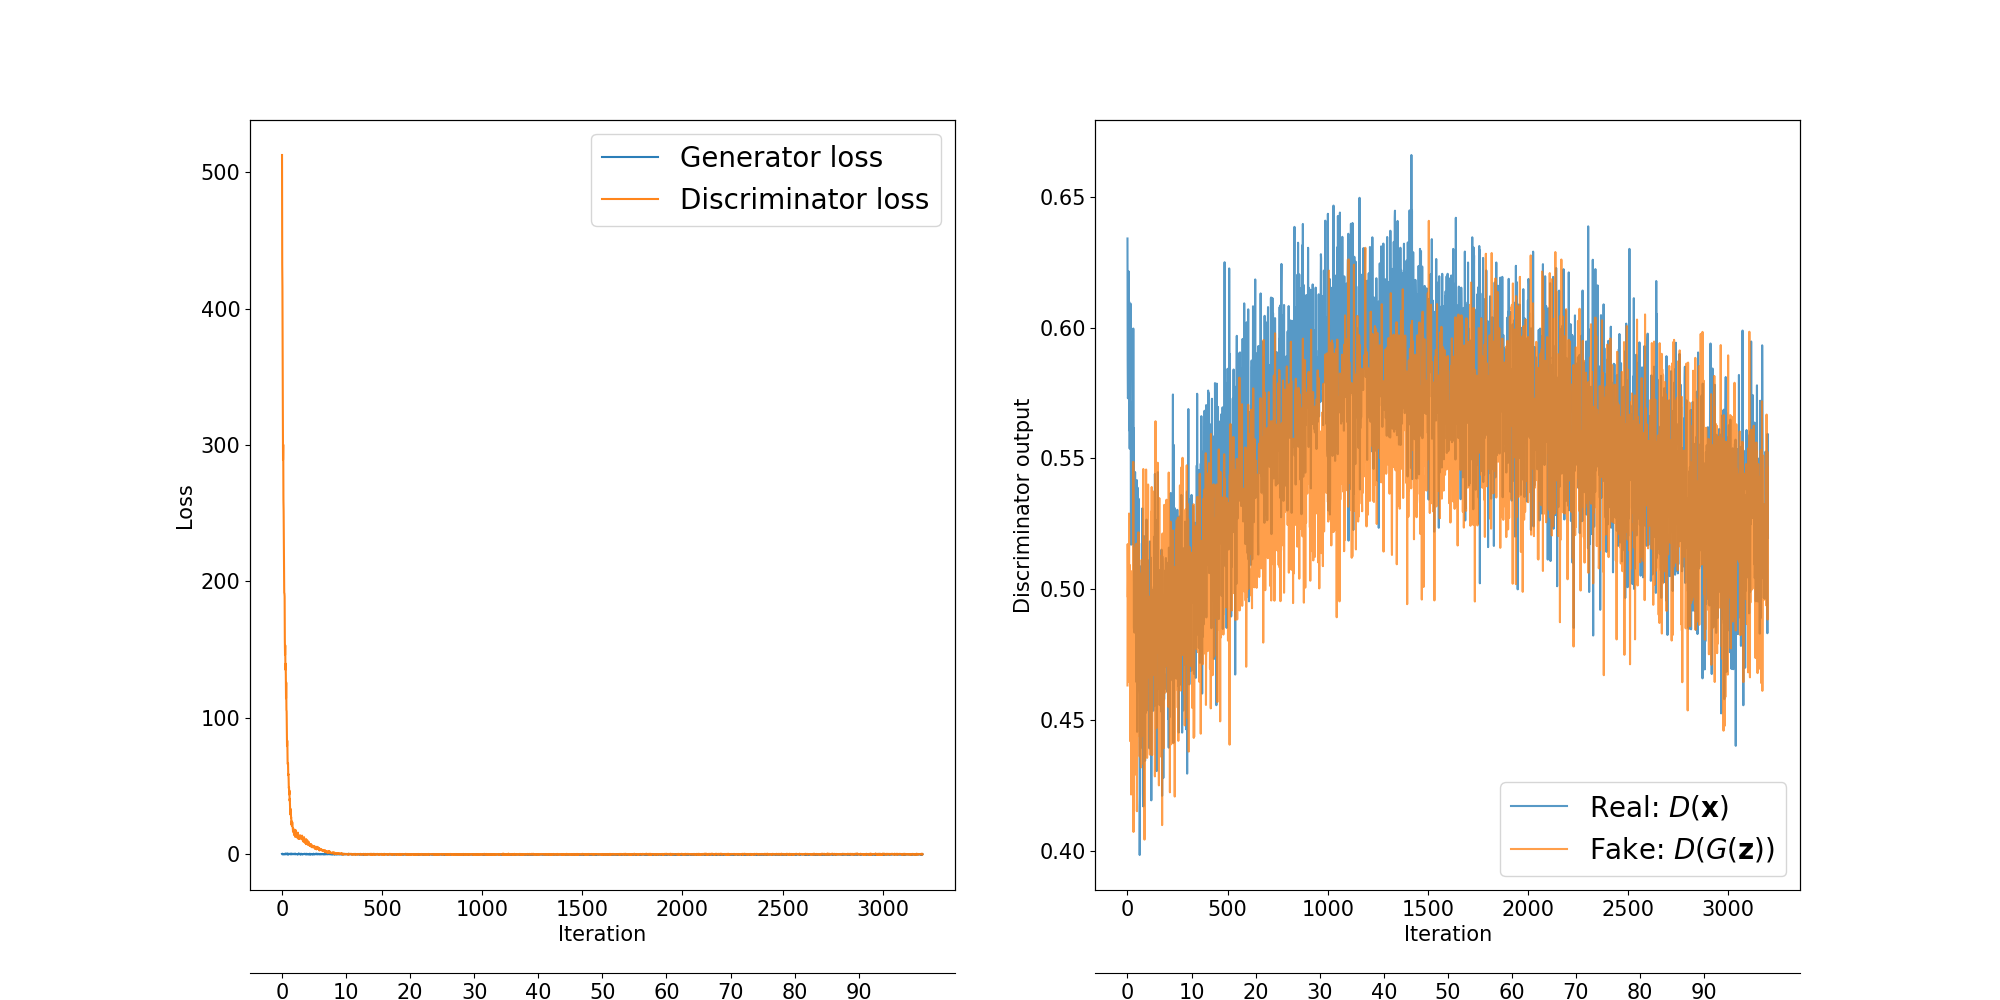 Generator loss
Discriminator loss
500
400
300
200
100
0
Loss
0 500 1000 1500 2000 2500 3000
Iteration
0 10 20 30 40 50 60 70 80 90
0.65
0.60
0.55
0.50
0.45
0.40
Discriminator output
Real: D(x)
Fake: D(G(z))
0 500 1000 1500 2000 2500 3000
Iteration
0 10 20 30 40 50 60 70 80 90